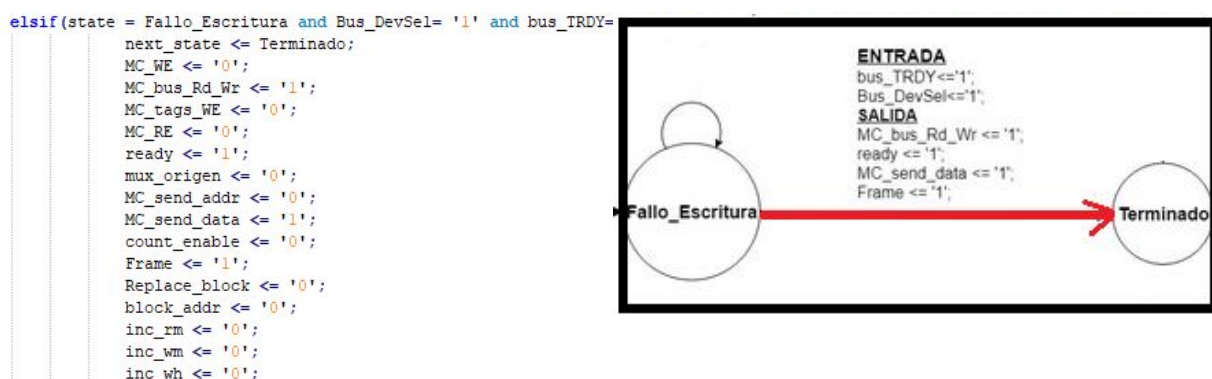 elsif(state = Fallo_Escritura and Bus_DevSel= '1' and bus_TRDY=
next_state <= Terminado;
MC_WE <= '0';
MC_bus_Rd_Wr <= '1';
MC_tags_WE <= '0';
MC_RE <= '0';
ready <= '1';
mux_origen <= '0';
MC_send_addr <= '0';
MC_send_data <= '1';
count_enable <= '0';
Frame <= '1';
Replace_block <= '0';
block_addr <= '0';
inc_rm <= '0';
inc_wm <= '0';
inc_wh <= '0';
ENTRADA
bus_TRDY<='1';
Bus_DevSel<='1';
SALIDA
MC_bus_Rd_Wr <= '1';
ready <= '1';
MC_send_data <= '1';
Frame <= '1';
Fallo_Escritura
Terminado